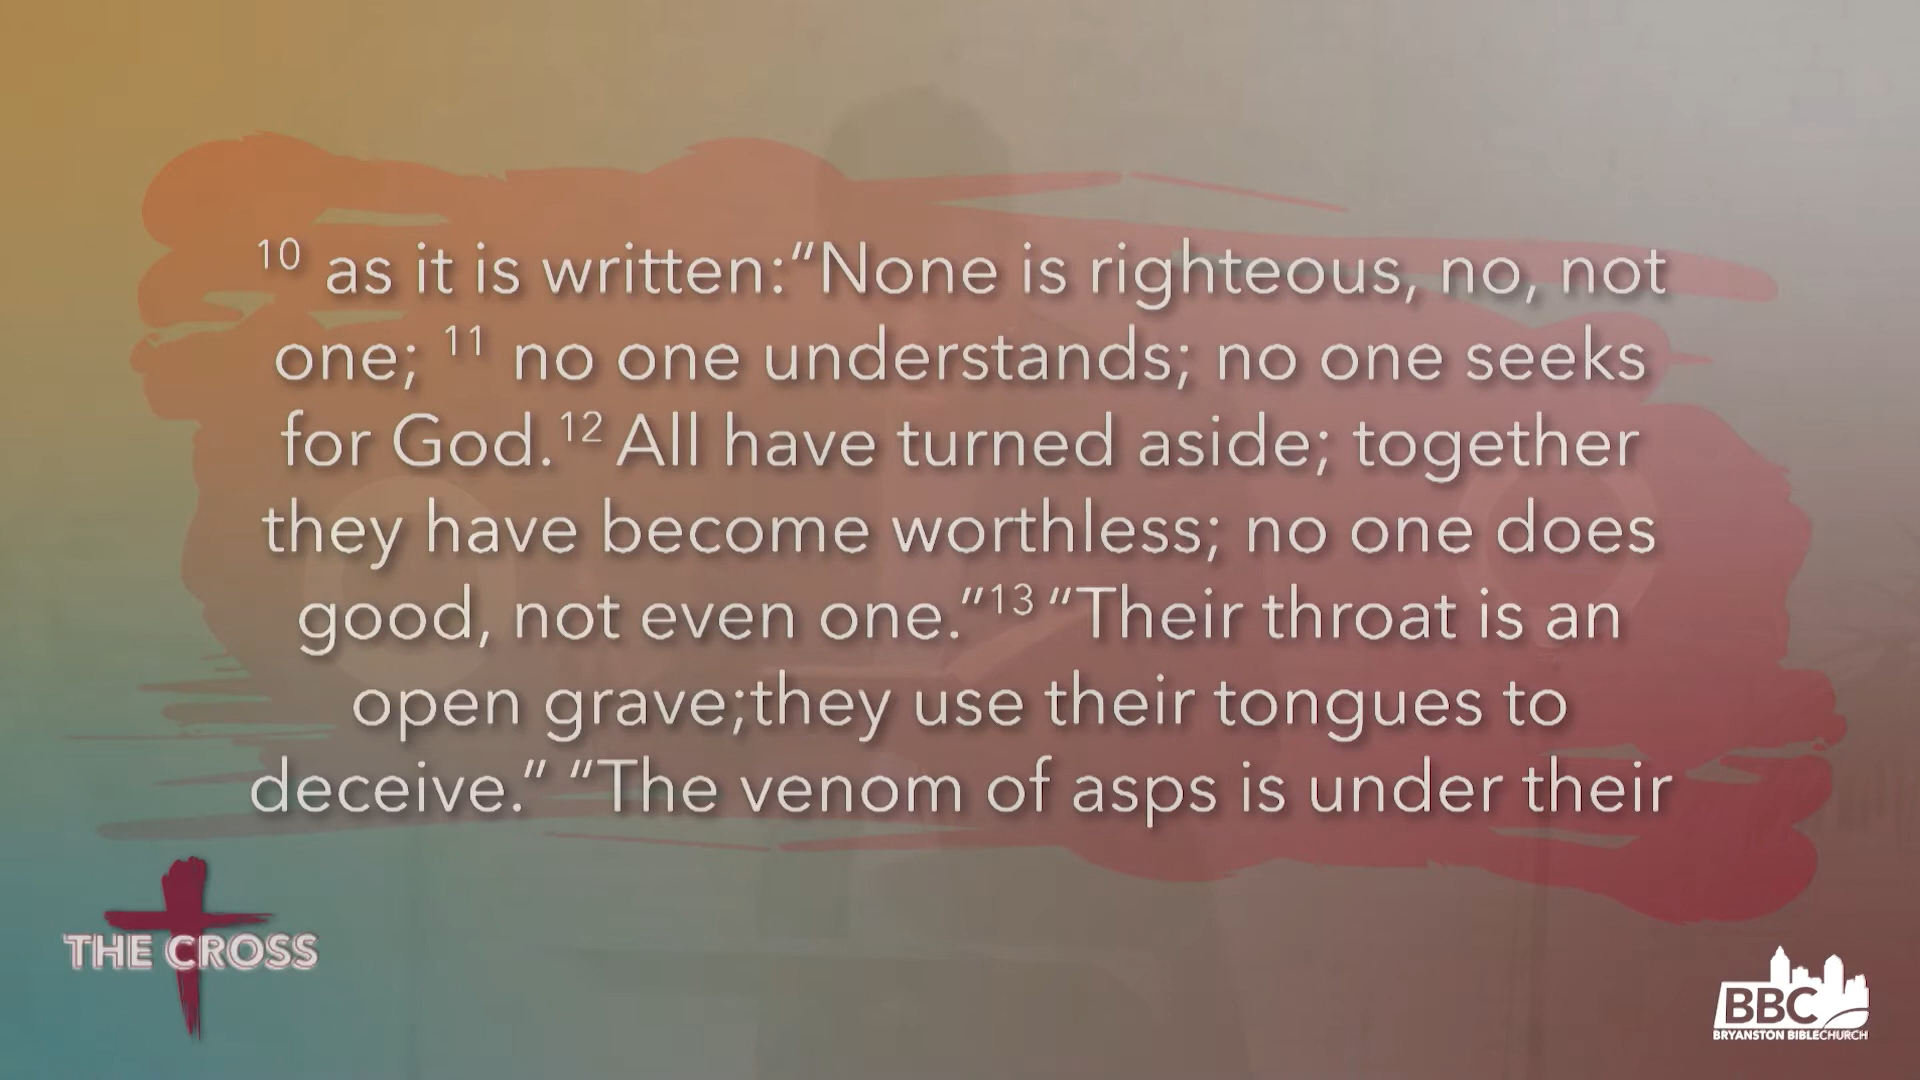 10 as it is written:“None is righteous, no, not
one; 11 no one understands; no one seeks
for God.12 All have turned aside; together
they have become worthless; no one does
good, not even one.”13 “Their throat is an
open grave;they use their tongues to
deceive.” “The venom of asps is under their
THE CROSS
BBC
BRYANSTON BIBLECHURCH